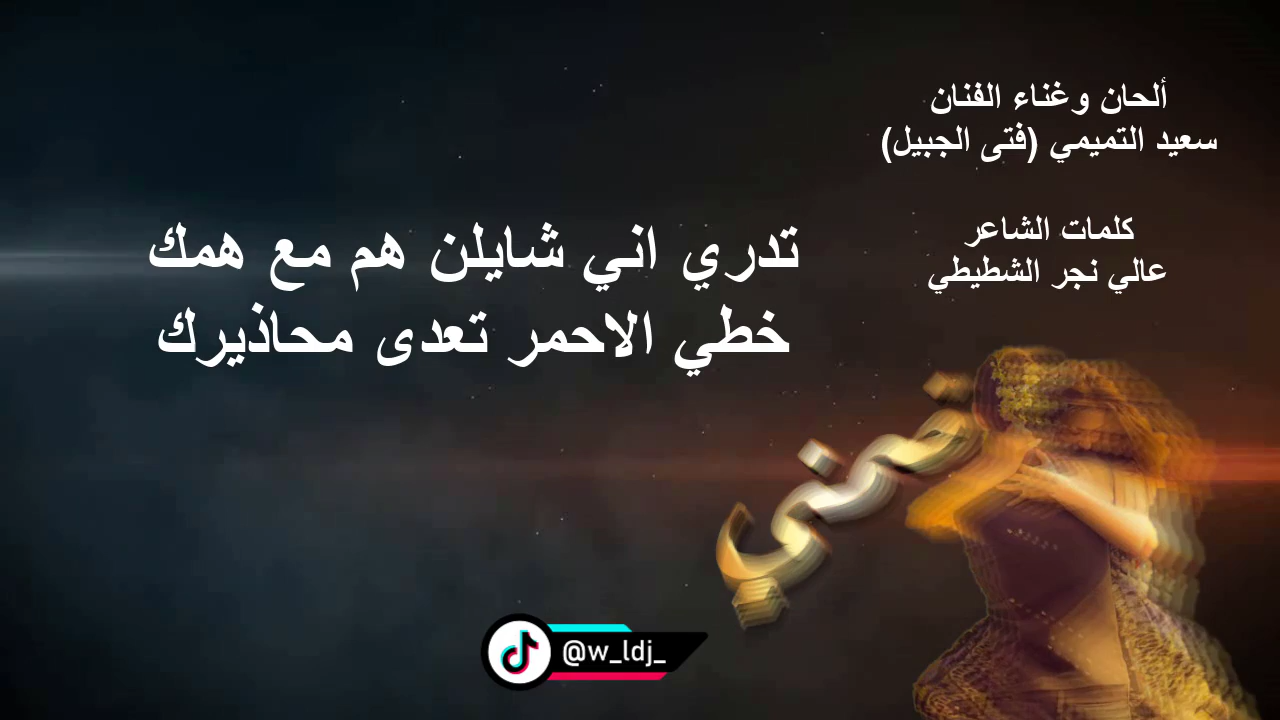 ألحان وغناء الفنان
سعيد التميمي (فتى الجبيل)
كلمات الشاعر
عالي نجر الشطيطي
تدري اني شايلن هم مع همك
خطي الاحمر تعدى محاذيرك
@w_ldj_